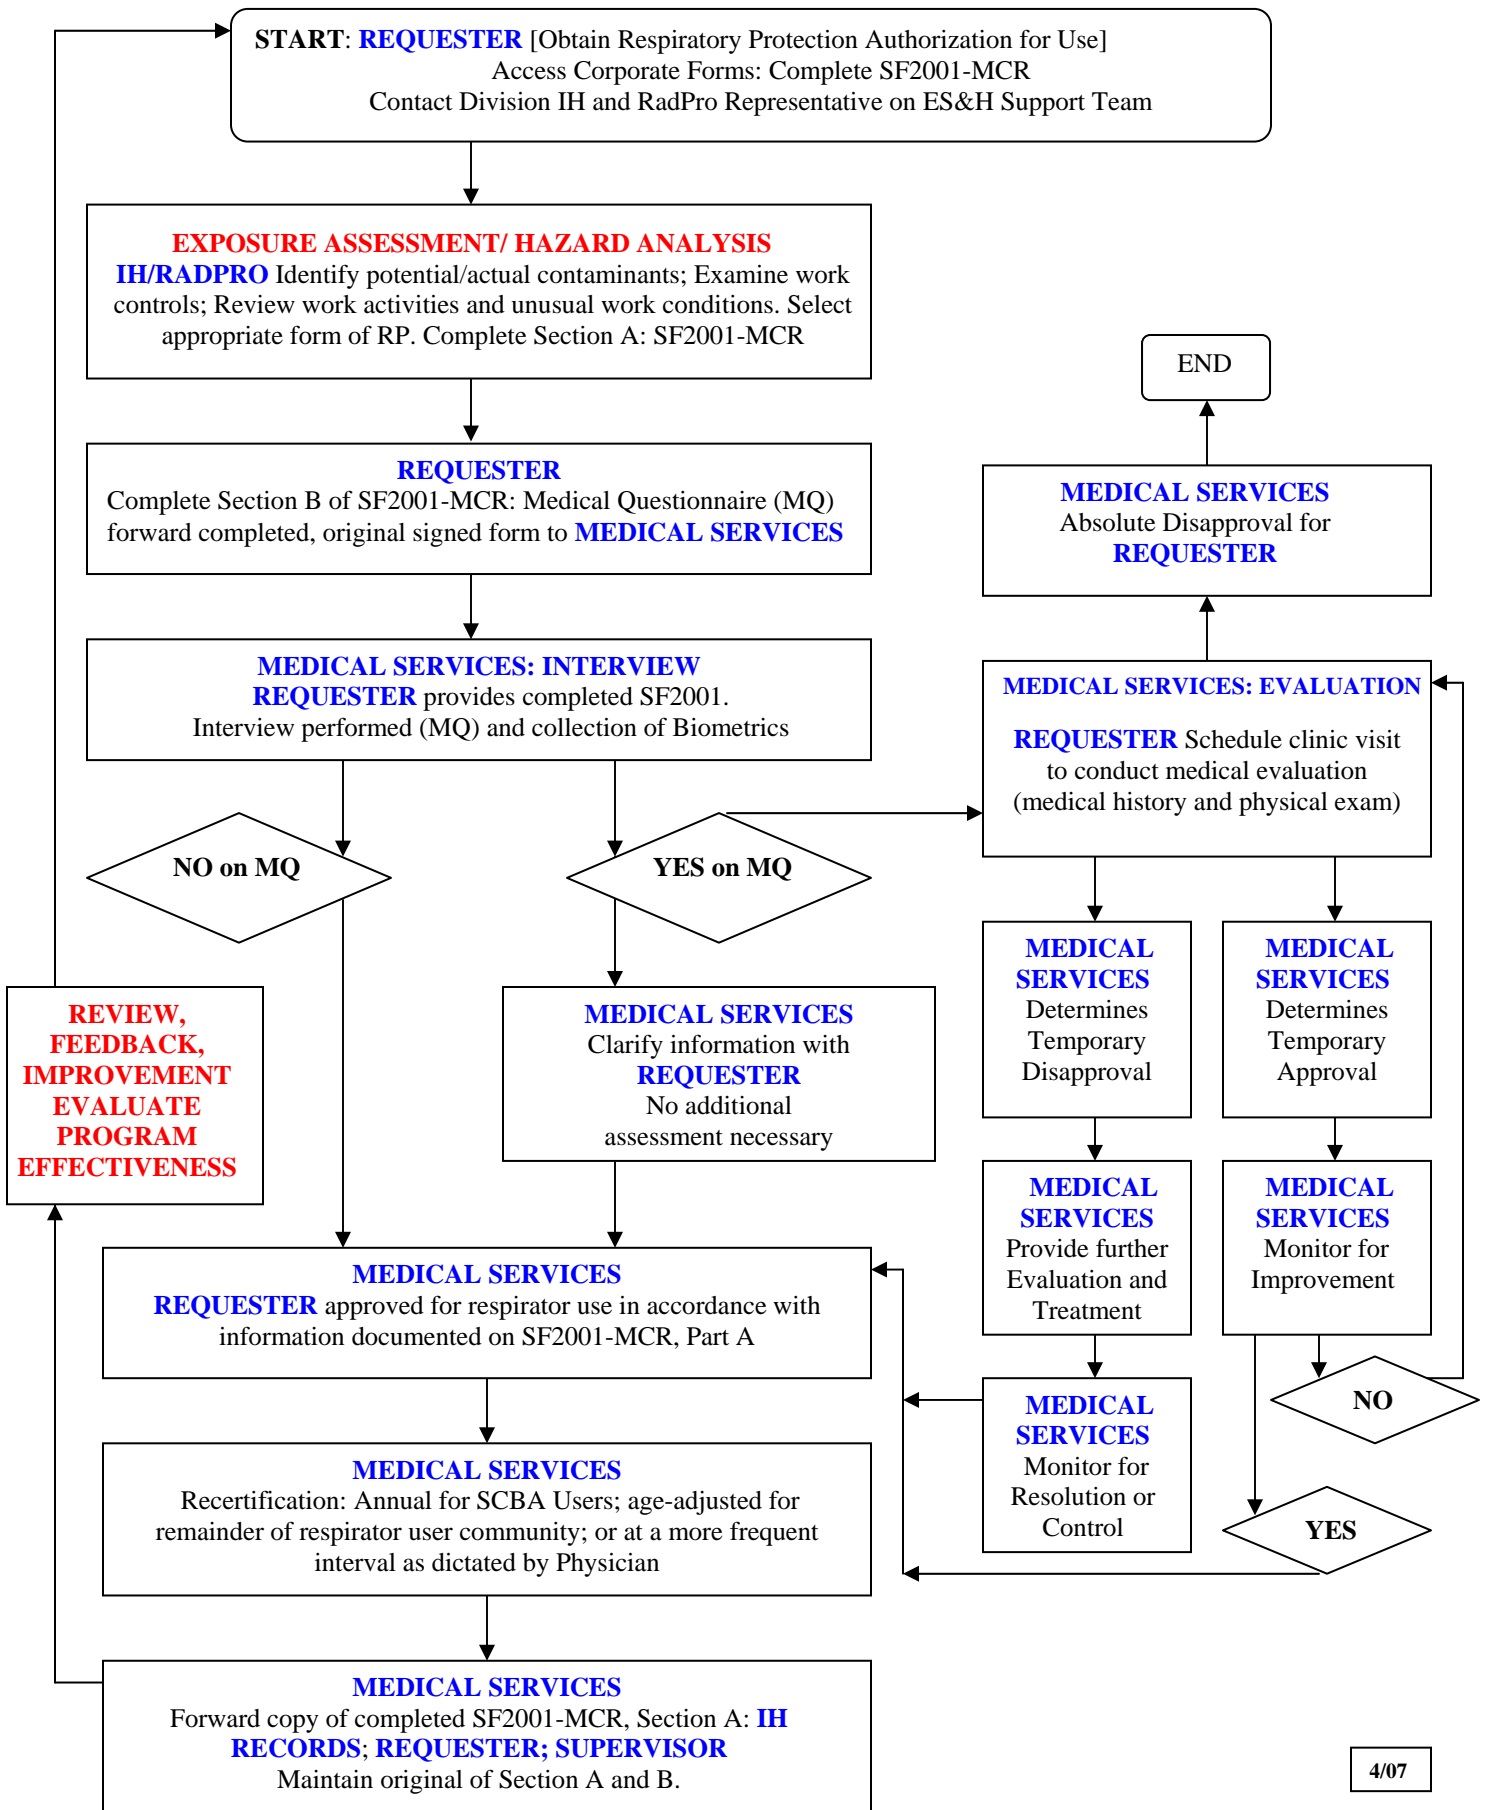 START: REQUESTER [Obtain Respiratory Protection Authorization for Use]
Access Corporate Forms: Complete SF2001-MCR
Contact Division IH and RadPro Representative on ES&H Support Team
EXPOSURE ASSESSMENT/ HAZARD ANALYSIS
IH/RADPRO Identify potential/actual contaminants; Examine work
controls; Review work activities and unusual work conditions. Select
appropriate form of RP. Complete Section A: SF2001-MCR
REQUESTER
Complete Section B of SF2001-MCR: Medical Questionnaire (MQ)
forward completed, original signed form to MEDICAL SERVICES
MEDICAL SERVICES: INTERVIEW
REQUESTER provides completed SF2001.
Interview performed (MQ) and collection of Biometrics
NO on MQ
YES on MQ
END
MEDICAL SERVICES
Absolute Disapproval for
REQUESTER
MEDICAL SERVICES: EVALUATION
REQUESTER Schedule clinic visit
to conduct medical evaluation
(medical history and physical exam)
MEDICAL
SERVICES
Determines
Temporary
Disapproval
MEDICAL
SERVICES
Determines
Temporary
Approval
REVIEW,
FEEDBACK,
IMPROVEMENT
EVALUATE
PROGRAM
EFFECTIVENESS
MEDICAL SERVICES
Clarify information with
REQUESTER
No additional
assessment necessary
MEDICAL
SERVICES
Provide further
Evaluation and
Treatment
MEDICAL
SERVICES
Monitor for
Improvement
MEDICAL SERVICES
REQUESTER approved for respirator use in accordance with
information documented on SF2001-MCR, Part A
MEDICAL
SERVICES
Monitor for
Resolution or
Control
NO
YES
MEDICAL SERVICES
Recertification: Annual for SCBA Users; age-adjusted for
remainder of respirator user community; or at a more frequent
interval as dictated by Physician
MEDICAL SERVICES
Forward copy of completed SF2001-MCR, Section A: IH
RECORDS; REQUESTER; SUPERVISOR
Maintain original of Section A and B.
4/07